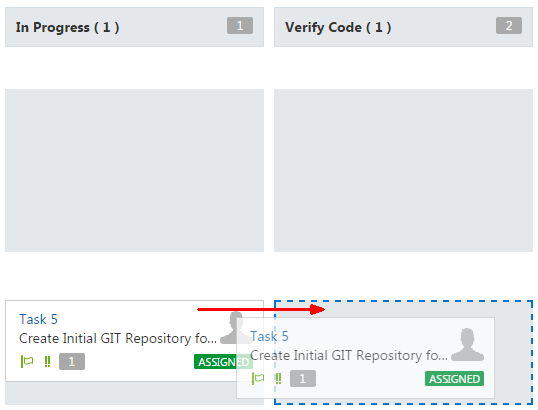 In Progress ( 1 )
1
Verify Code ( 1 )
2
Task 5
Create Initial GIT Repository fo...
1
ASSIGNED
Task 5
Create Initial GIT Repository fo...
1
ASSIGNED